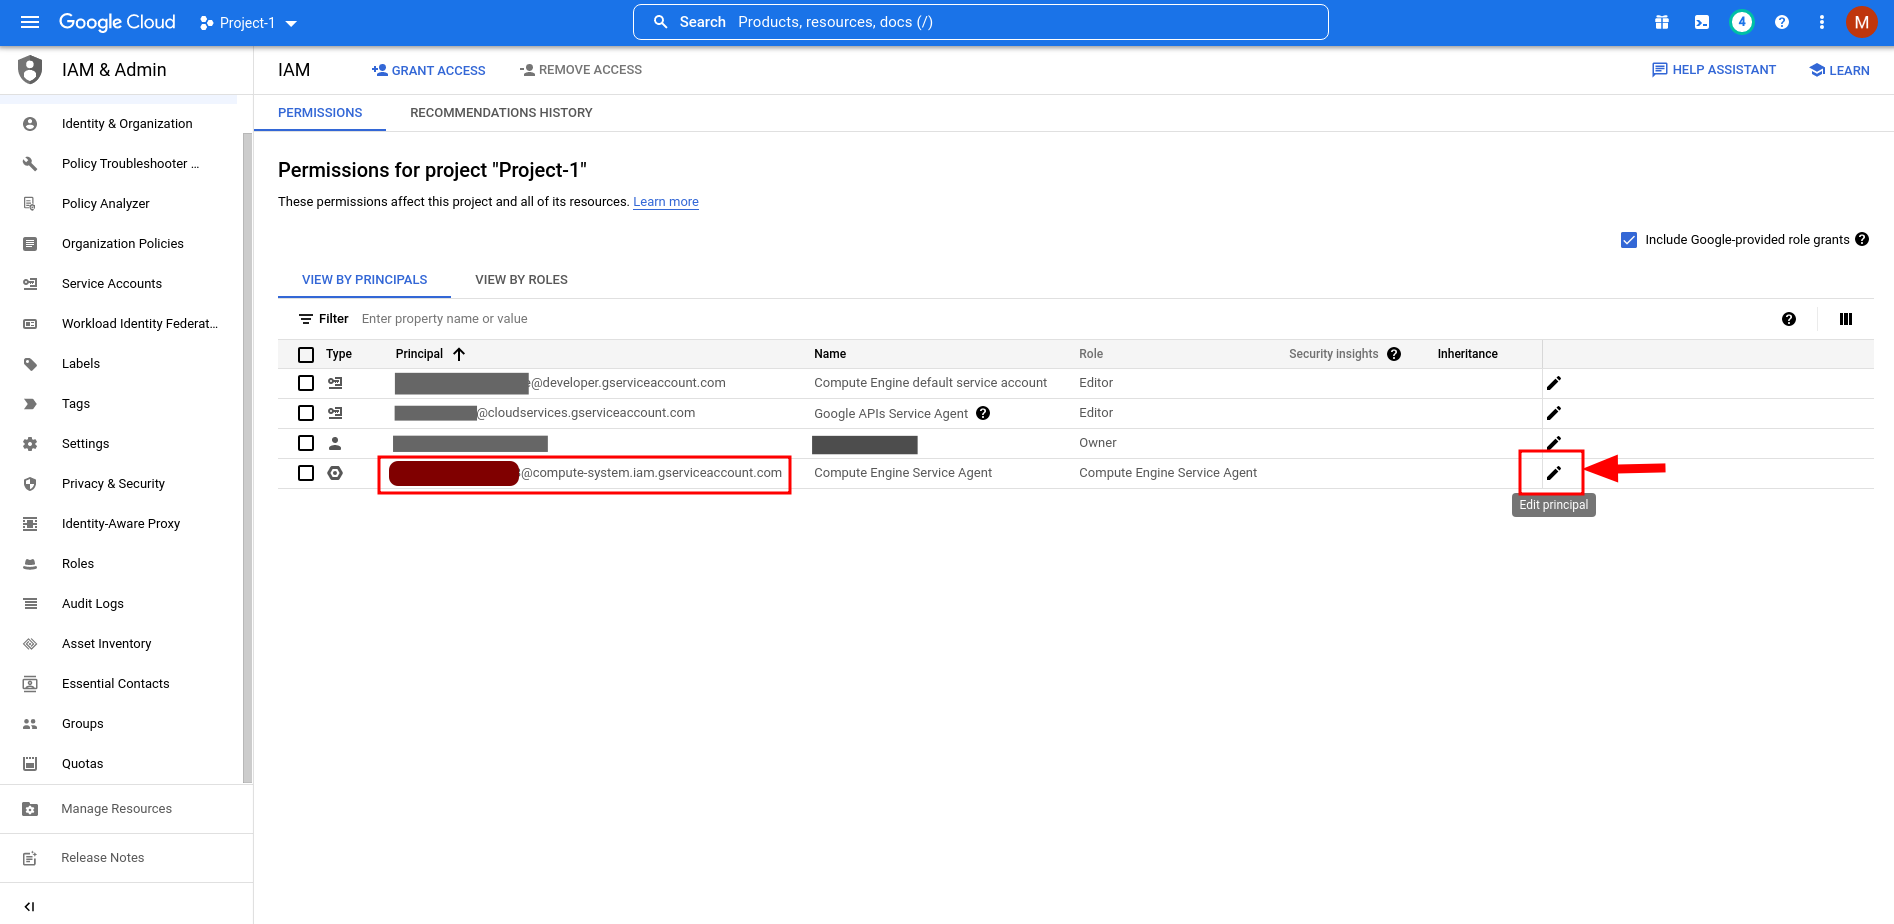 Google Cloud
Project-1
Search Products, resources, docs (/)
4
M
IAM & Admin
IAM
GRANT ACCESS
REMOVE ACCESS
HELP ASSISTANT
LEARN
PERMISSIONS
RECOMMENDATIONS HISTORY
Identity & Organization
Policy Troubleshooter ...
Policy Analyzer
Organization Policies
Service Accounts
Workload Identity Federat...
Labels
Tags
Settings
Privacy & Security
Identity-Aware Proxy
Roles
Audit Logs
Asset Inventory
Essential Contacts
Groups
Quotas
Manage Resources
Release Notes
Permissions for project "Project-1"
These permissions affect this project and all of its resources. Learn more
Include Google-provided role grants
VIEW BY PRINCIPALS
VIEW BY ROLES
Filter Enter property name or value
Type Principal Name Role Security insights Inheritance
@developer.gserviceaccount.com Compute Engine default service account Editor
@cloudservices.gserviceaccount.com Google APIs Service Agent Editor
Owner
@compute-system.iam.gserviceaccount.com Compute Engine Service Agent Compute Engine Service Agent
Edit principal